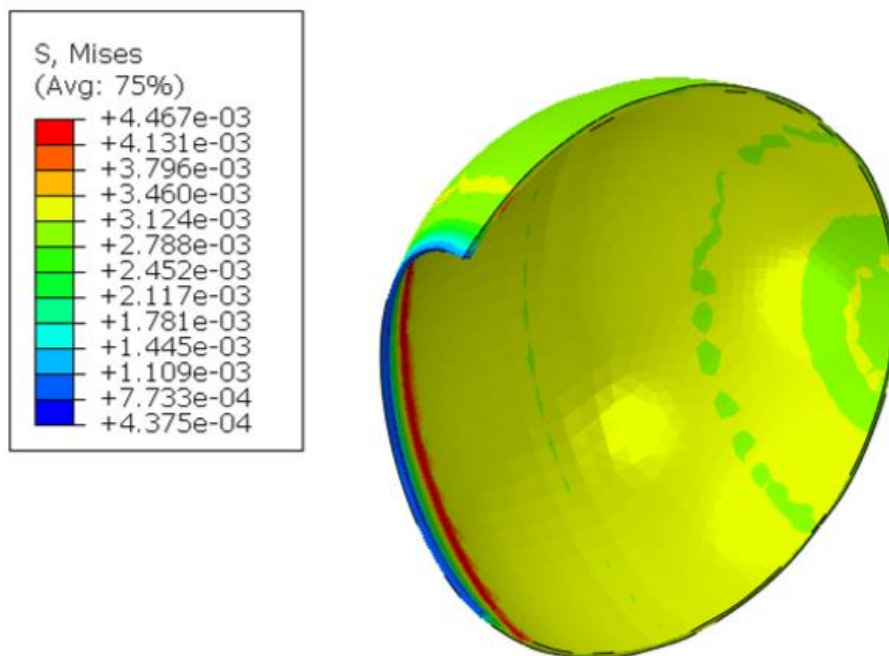 S, Mises
(Avg: 75%)
+4.467e-03
+4.131e-03
+3.796e-03
+3.460e-03
+3.124e-03
+2.788e-03
+2.452e-03
+2.117e-03
+1.781e-03
+1.445e-03
+1.109e-03
+7.733e-04
+4.375e-04